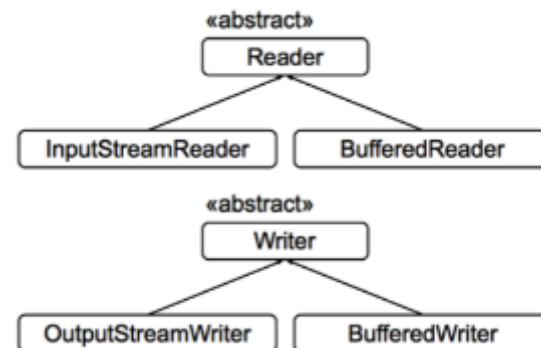 «abstract»
Reader
InputStreamReader BufferedReader
«abstract»
Writer
OutputStreamWriter BufferedWriter